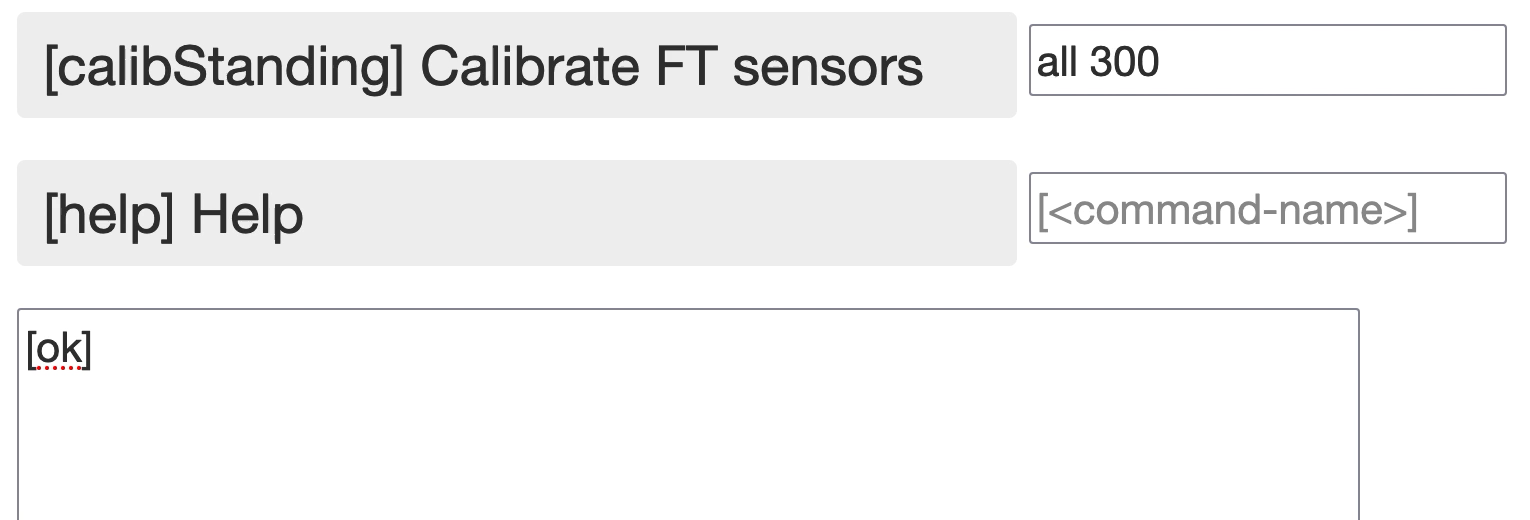 [calibStanding] Calibrate FT sensors all 300
[help] Help [<command-name>]
[ok]